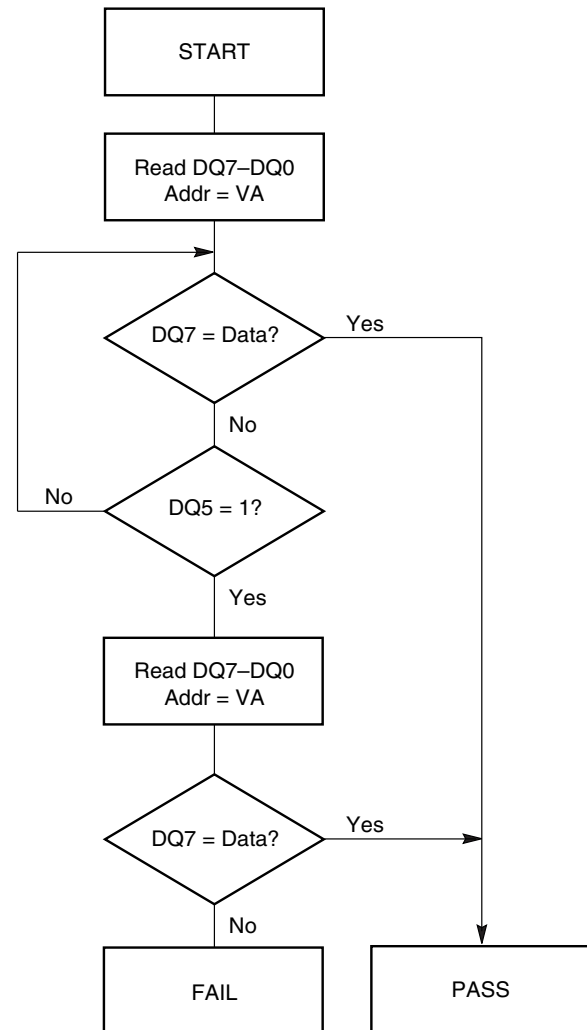 START
Read DQ7–DQ0
Addr = VA
DQ7 = Data?
Yes
No
No
DQ5 = 1?
Yes
Read DQ7–DQ0
Addr = VA
DQ7 = Data?
Yes
No
FAIL
PASS